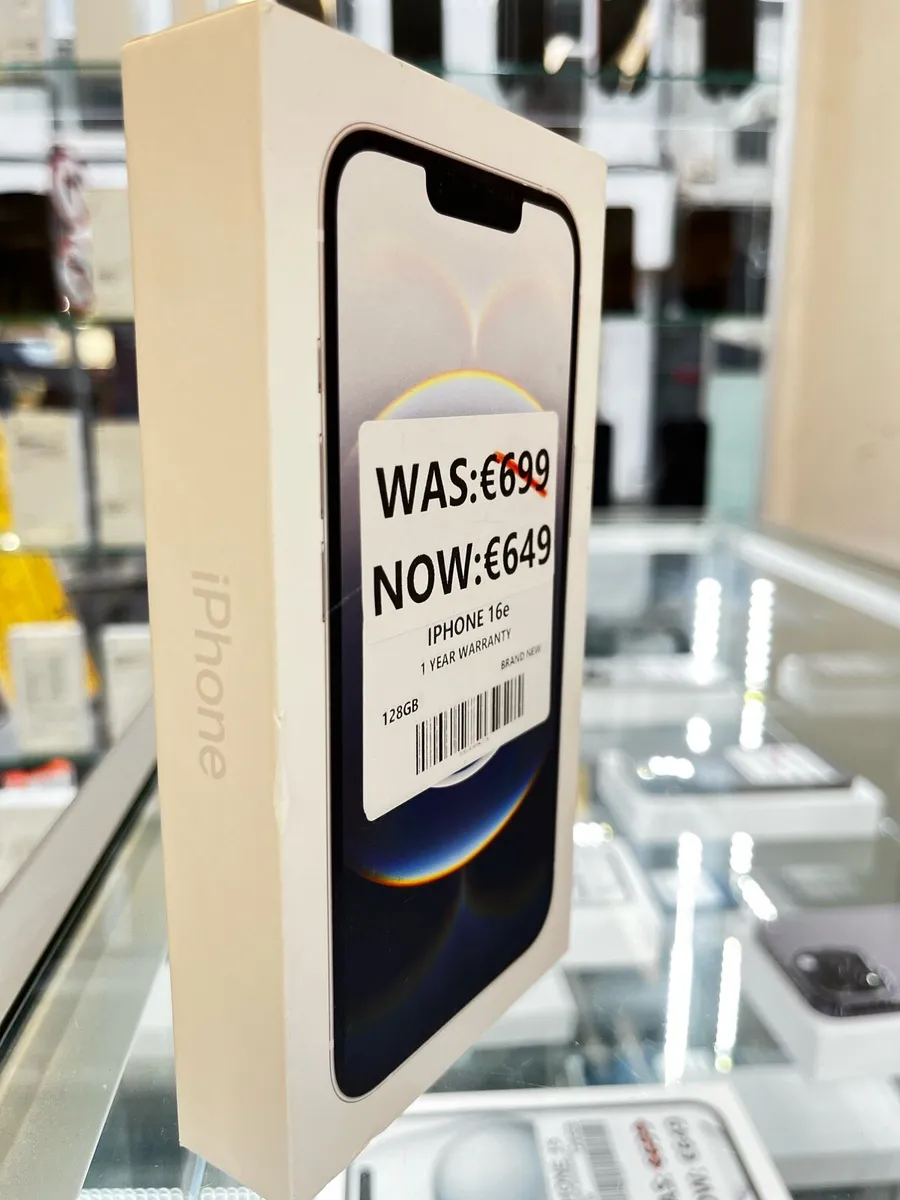 WAS:€699
NOW:€649
IPHONE 16e
1 YEAR WARRANTY
BRAND NEW
128GB
iPhone